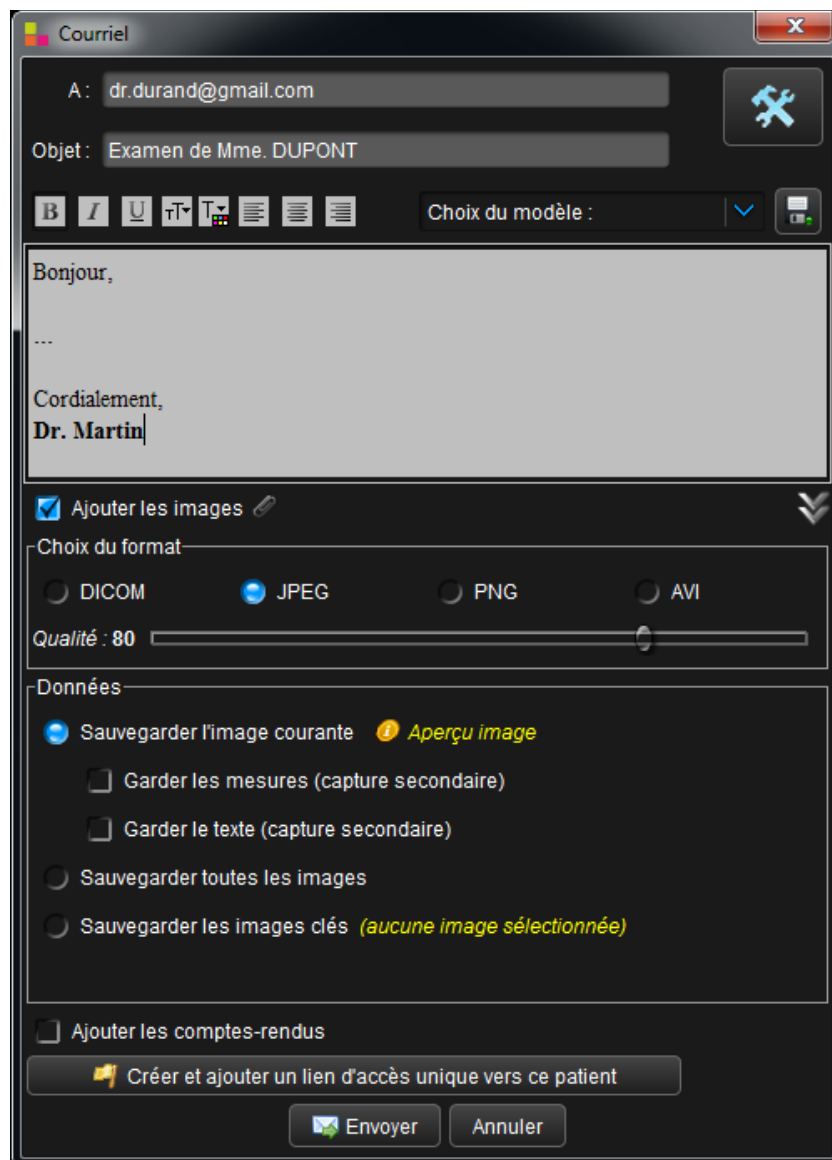 Courriel
A : dr.durand@gmail.com
Objet : Examen de Mme. DUPONT
B I U TT T Choix du modèle :
Bonjour,
---
Cordialement,
Dr. Martin
Ajouter les images
Choix du format
DICOM JPEG PNG AVI
Qualité : 80
Données
Sauvegarder l'image courante Aperçu image
Garder les mesures (capture secondaire)
Garder le texte (capture secondaire)
Sauvegarder toutes les images
Sauvegarder les images clés (aucune image sélectionnée)
Ajouter les comptes-rendus
Créer et ajouter un lien d'accès unique vers ce patient
Envoyer Annuler